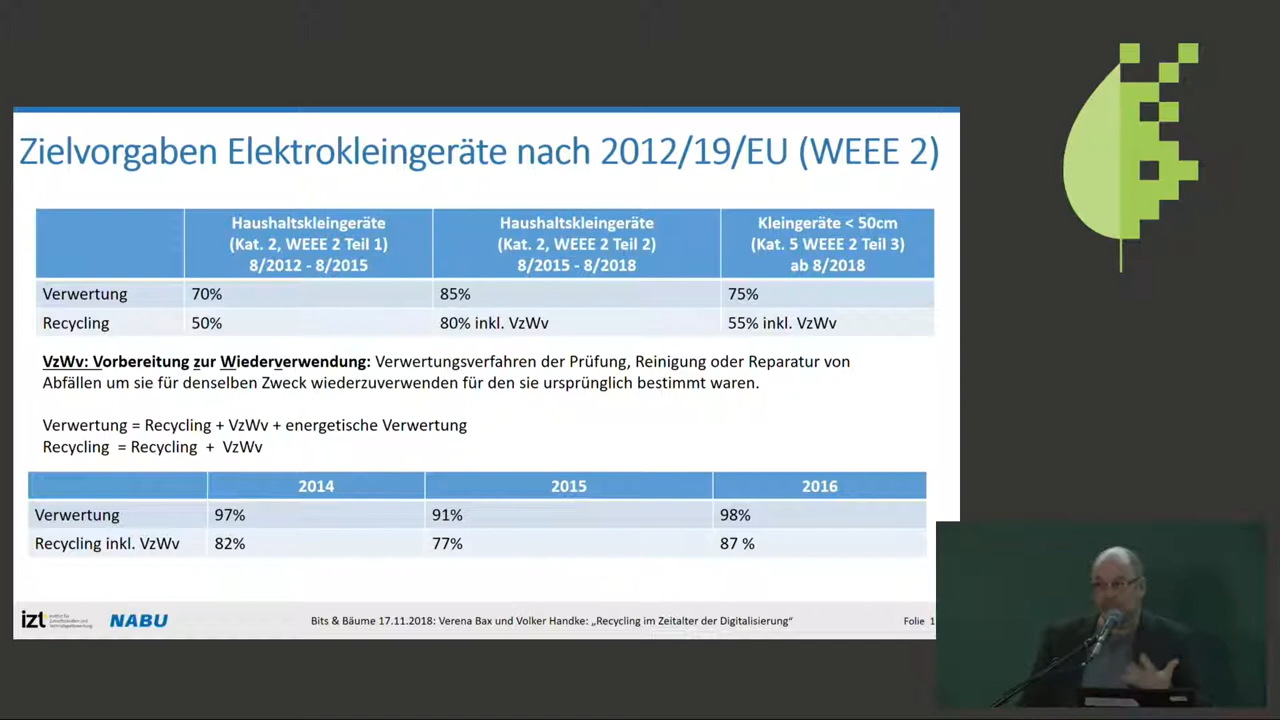 Zielvorgaben Elektrokleingeräte nach 2012/19/EU (WEEE 2)
Haushaltskleingeräte (Kat. 2, WEEE 2 Teil 1) 8/2012 - 8/2015
Haushaltskleingeräte (Kat. 2, WEEE 2 Teil 2) 8/2015 - 8/2018
Kleingeräte < 50cm (Kat. 5 WEEE 2 Teil 3) ab 8/2018
Verwertung 70% 85% 75%
Recycling 50% 80% inkl. VzWv 55% inkl. VzWv
VzWv: Vorbereitung zur Wiederverwendung: Verwertungsverfahren der Prüfung, Reinigung oder Reparatur von
Abfällen um sie für denselben Zweck wiederzuverwenden für den sie ursprünglich bestimmt waren.
Verwertung = Recycling + VzWv + energetische Verwertung
Recycling = Recycling + VzWv
2014 2015 2016
Verwertung 97% 91% 98%
Recycling inkl. VzWv 82% 77% 87 %
izt NABU Bits & Bäume 17.11.2018: Verena Bax und Volker Handke: „Recycling im Zeitalter der Digitalisierung“ Folie 1